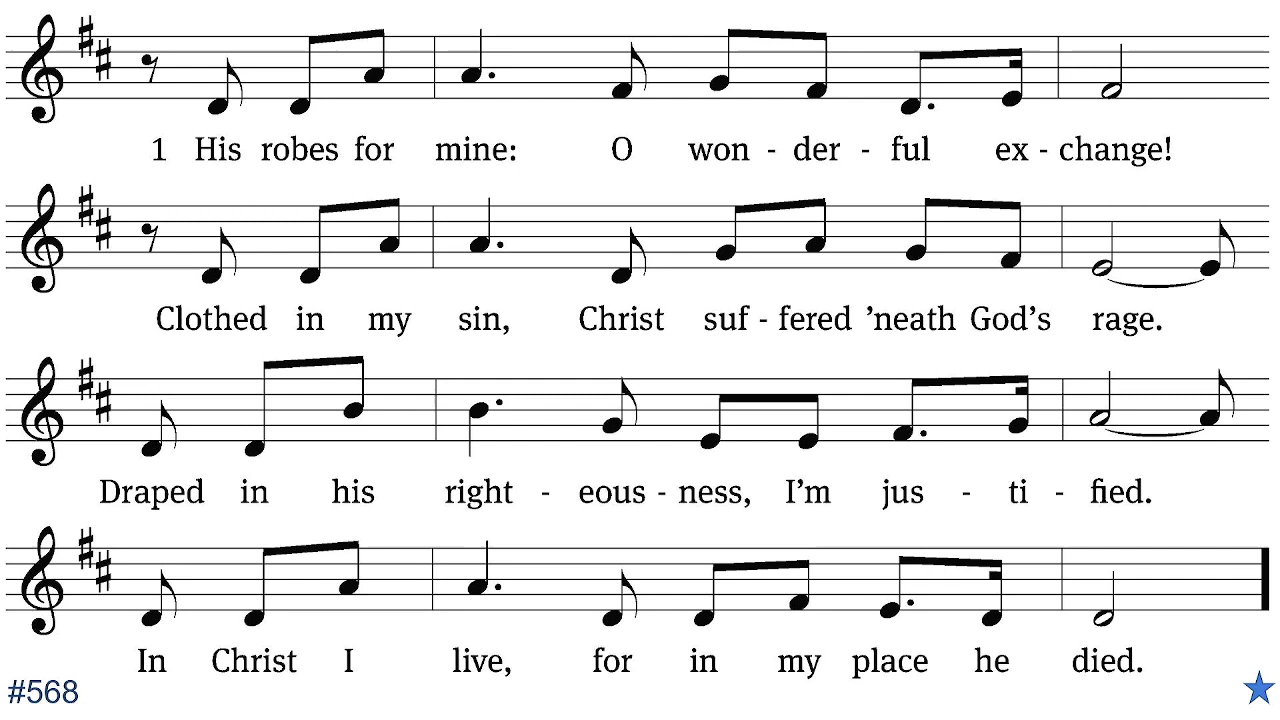 1 His robes for mine: O won - der - ful ex - change!
Clothed in my sin, Christ suf - fered ’neath God’s rage.
Draped in his right - eous - ness, I’m jus - ti - fied.
In Christ I live, for in my place he died.
#568